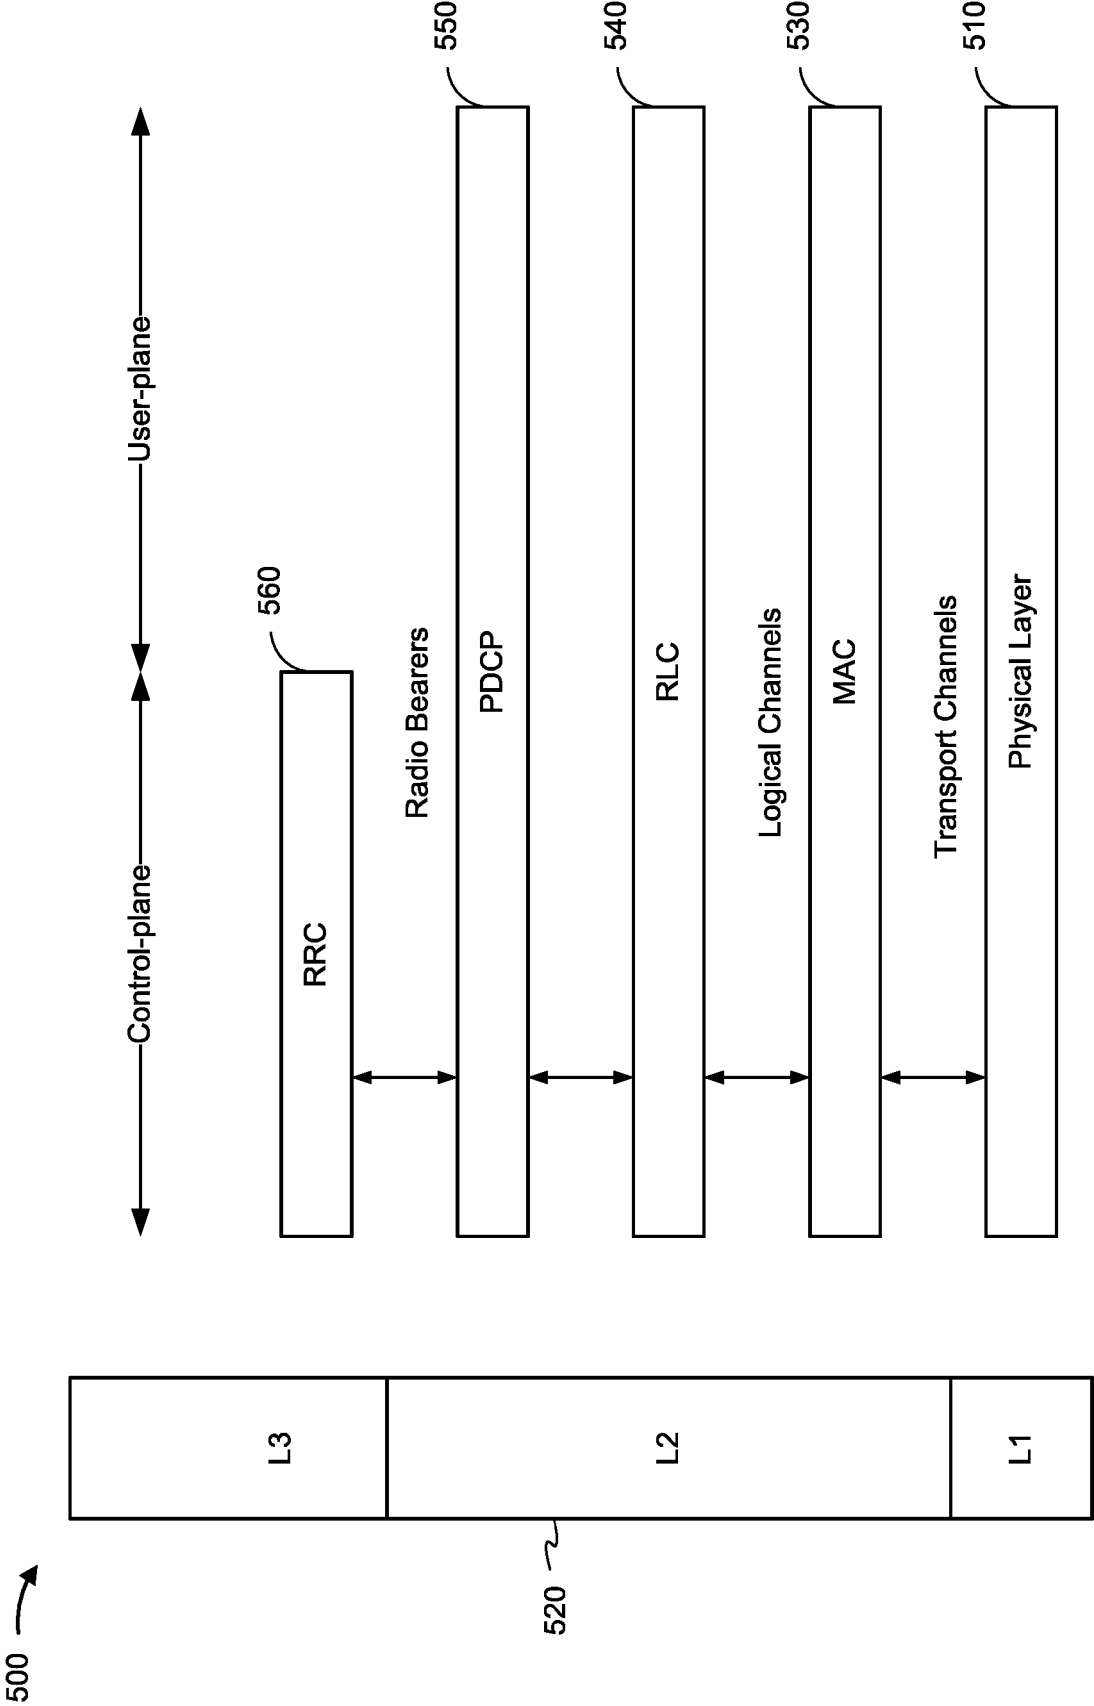 500
Control-plane
User-plane
560
L3
RRC
Radio Bearers
550
PDCP
520
L2
540
RLC
Logical Channels
530
MAC
Transport Channels
510
L1
Physical Layer